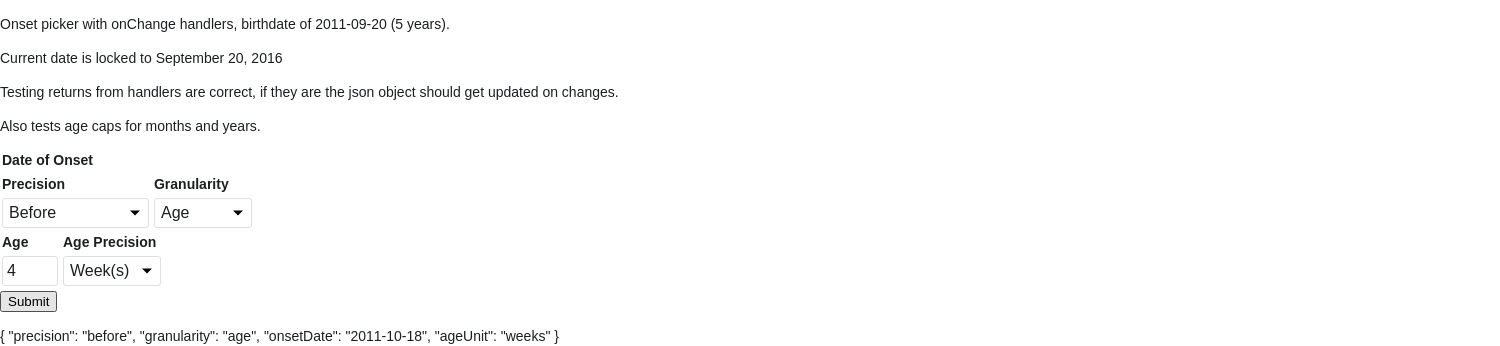 Onset picker with onChange handlers, birthdate of 2011-09-20 (5 years).
Current date is locked to September 20, 2016
Testing returns from handlers are correct, if they are the json object should get updated on changes.
Also tests age caps for months and years.
Date of Onset
Precision Granularity
Before Age
Age Age Precision
4 Week(s)
Submit
{ "precision": "before", "granularity": "age", "onsetDate": "2011-10-18", "ageUnit": "weeks" }